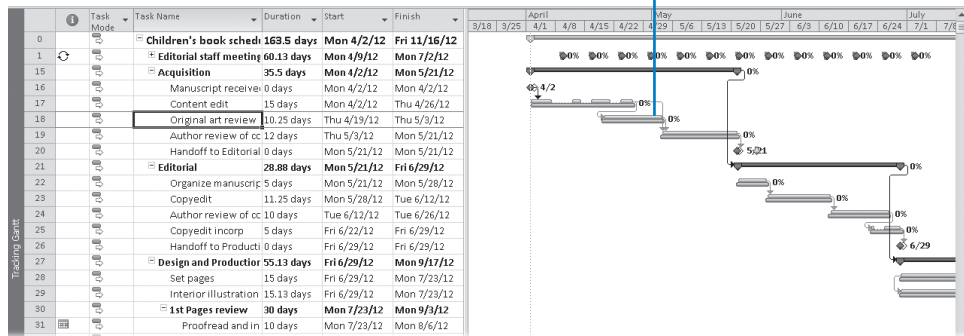 Task Mode Task Name Duration Start Finish
April May June July
3/18 3/25 4/1 4/8 4/15 4/22 4/29 5/6 5/13 5/20 5/27 6/3 6/10 6/17 6/24 7/1 7/8
0 Children's book schedu 163.5 days Mon 4/2/12 Fri 11/16/12
1 Editorial staff meeting 60.13 days Mon 4/9/12 Mon 7/2/12 0% 0% 0% 0% 0% 0% 0% 0% 0% 0% 0% 0% 0%
15 Acquisition 35.5 days Mon 4/2/12 Mon 5/21/12 0%
16 Manuscript receive 0 days Mon 4/2/12 Mon 4/2/12 4/2
17 Content edit 15 days Mon 4/2/12 Thu 4/26/12 0%
18 Original art review 10.25 days Thu 4/19/12 Thu 5/3/12 0%
19 Author review of cc 12 days Thu 5/3/12 Mon 5/21/12 0%
20 Handoff to Editorial 0 days Mon 5/21/12 Mon 5/21/12 5/21
21 Editorial 28.88 days Mon 5/21/12 Fri 6/29/12 0%
22 Organize manuscrip 5 days Mon 5/21/12 Mon 5/28/12 0%
23 Copyedit 11.25 days Mon 5/28/12 Tue 6/12/12 0%
24 Author review of cc 10 days Tue 6/12/12 Tue 6/26/12 0%
25 Copyedit incorp 5 days Fri 6/22/12 Fri 6/29/12 0%
26 Handoff to Producti 0 days Fri 6/29/12 Fri 6/29/12 6/29
27 Design and Production 55.13 days Fri 6/29/12 Mon 9/17/12
28 Set pages 15 days Fri 6/29/12 Mon 7/23/12
29 Interior illustration 15.13 days Fri 6/29/12 Mon 7/23/12
30 1st Pages review 30 days Mon 7/23/12 Mon 9/3/12
31 Proofread and in 10 days Mon 7/23/12 Mon 8/6/12
Tracking Gantt